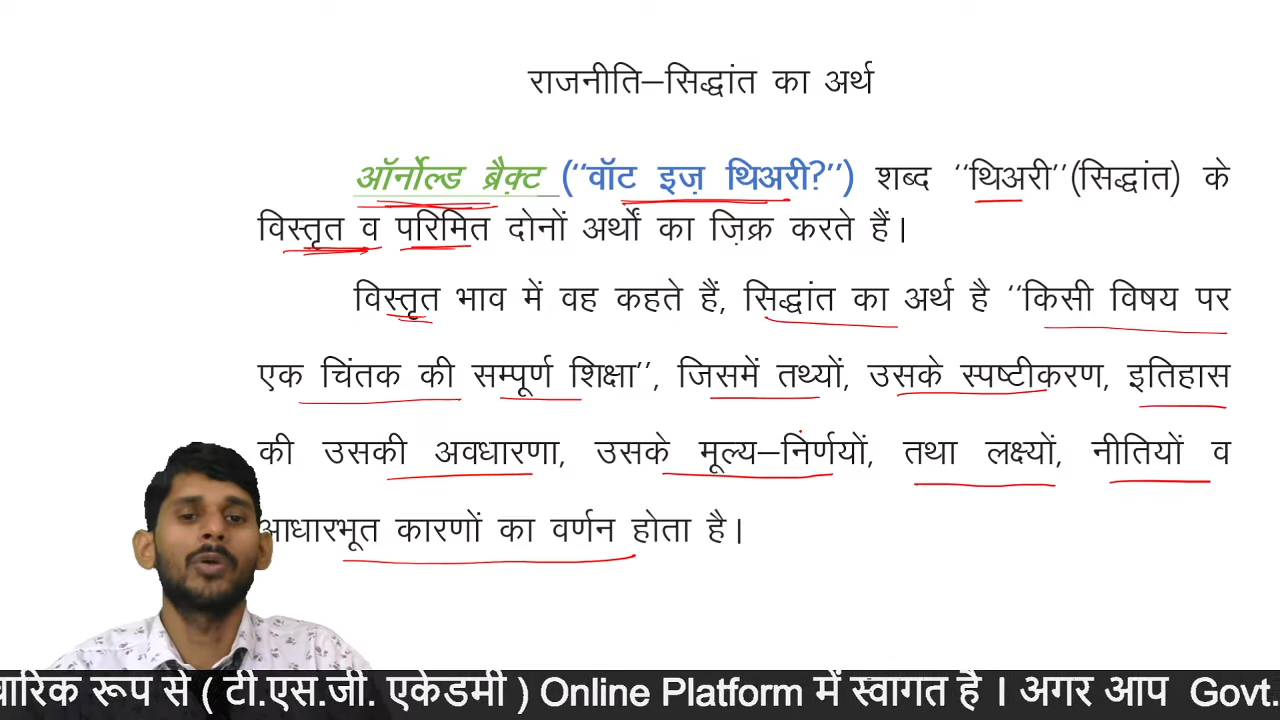 राजनीति–सिद्धांत का अर्थ
ऑर्नोल्ड ब्रैक़्ट (‘‘वॉट इज़ थिअरी?’’) शब्द ‘‘थिअरी’’(सिद्धांत) के
विस्तृत व परिमित दोनों अर्थों का ज़िक्र करते हैं।
विस्तृत भाव में वह कहते हैं, सिद्धांत का अर्थ है ‘‘किसी विषय पर
एक चिंतक की सम्पूर्ण शिक्षा’’, जिसमें तथ्यों, उसके स्पष्टीकरण, इतिहास
की उसकी अवधारणा, उसके मूल्य–निर्णयों, तथा लक्ष्यों, नीतियों व
आधारभूत कारणों का वर्णन होता है।
रूप से ( टी.एस.जी. एकेडमी ) Online Platform में स्वागत है । अगर आप Govt.